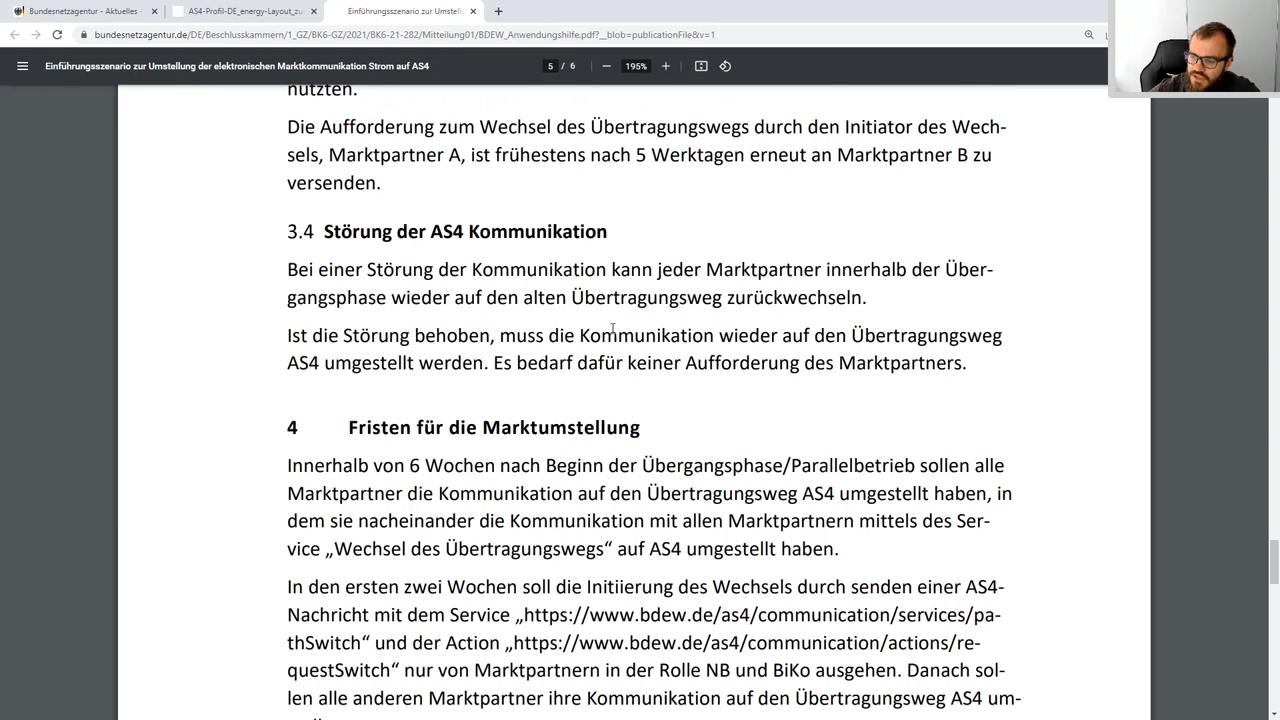 Bundesnetzagentur - Aktuelles -
AS4-Profil-DE_energy-Layout_zu
Einführungsszenario zur Umstell
bundesnetzagentur.de/DE/Beschlusskammern/1_GZ/BK6-GZ/2021/BK6-21-282/Mitteilung01/BDEW_Anwendungshilfe.pdf?__blob=publicationFile&v=1
Einführungsszenario zur Umstellung der elektronischen Marktkommunikation Strom auf AS4
5 / 6
195%
nutzten.
Die Aufforderung zum Wechsel des Übertragungswegs durch den Initiator des Wech-
sels, Marktpartner A, ist frühestens nach 5 Werktagen erneut an Marktpartner B zu
versenden.
3.4 Störung der AS4 Kommunikation
Bei einer Störung der Kommunikation kann jeder Marktpartner innerhalb der Über-
gangsphase wieder auf den alten Übertragungsweg zurückwechseln.
Ist die Störung behoben, muss die Kommunikation wieder auf den Übertragungsweg
AS4 umgestellt werden. Es bedarf dafür keiner Aufforderung des Marktpartners.
4 Fristen für die Marktumstellung
Innerhalb von 6 Wochen nach Beginn der Übergangsphase/Parallelbetrieb sollen alle
Marktpartner die Kommunikation auf den Übertragungsweg AS4 umgestellt haben, in
dem sie nacheinander die Kommunikation mit allen Marktpartnern mittels des Ser-
vice „Wechsel des Übertragungswegs“ auf AS4 umgestellt haben.
In den ersten zwei Wochen soll die Initiierung des Wechsels durch senden einer AS4-
Nachricht mit dem Service „https://www.bdew.de/as4/communication/services/pa-
thSwitch“ und der Action „https://www.bdew.de/as4/communication/actions/re-
questSwitch“ nur von Marktpartnern in der Rolle NB und BiKo ausgehen. Danach sol-
len alle anderen Marktpartner ihre Kommunikation auf den Übertragungsweg AS4 um-